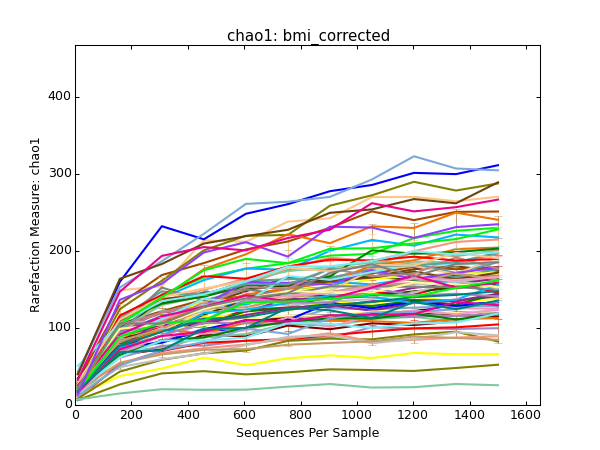 chao1: bmi_corrected
400
300
200
100
0
Rarefaction Measure: chao1
0 200 400 600 800 1000 1200 1400 1600
Sequences Per Sample